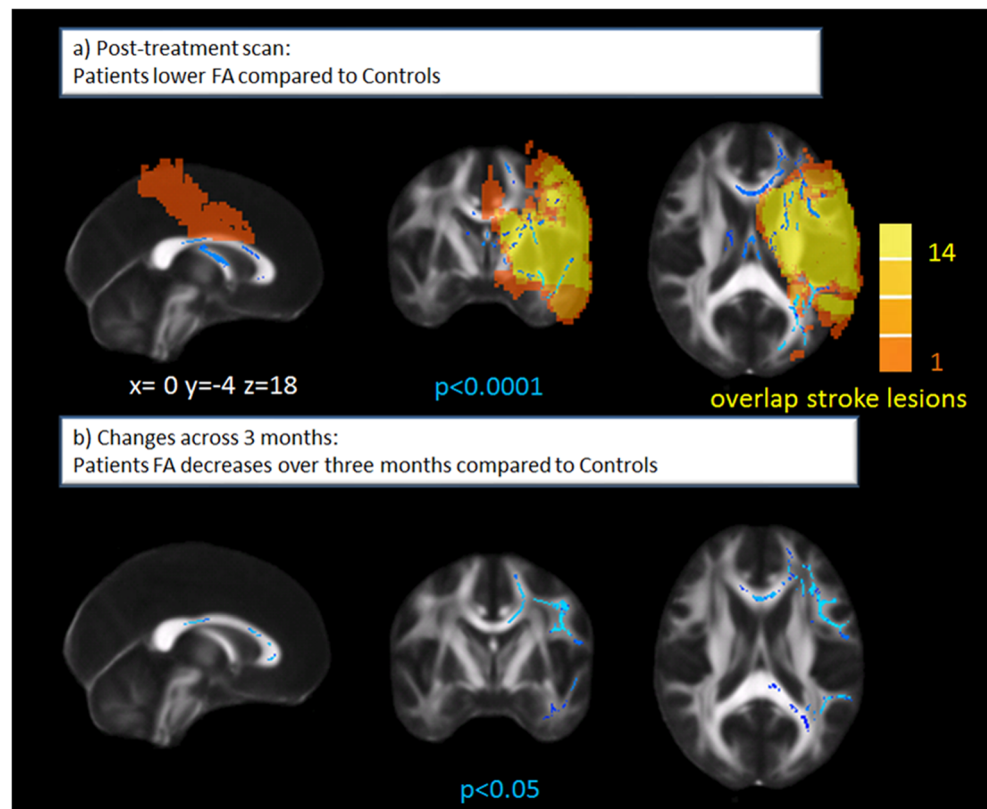 a) Post-treatment scan:
Patients lower FA compared to Controls
14
1
x= 0 y=-4 z=18
p<0.0001
overlap stroke lesions
b) Changes across 3 months:
Patients FA decreases over three months compared to Controls
p<0.05